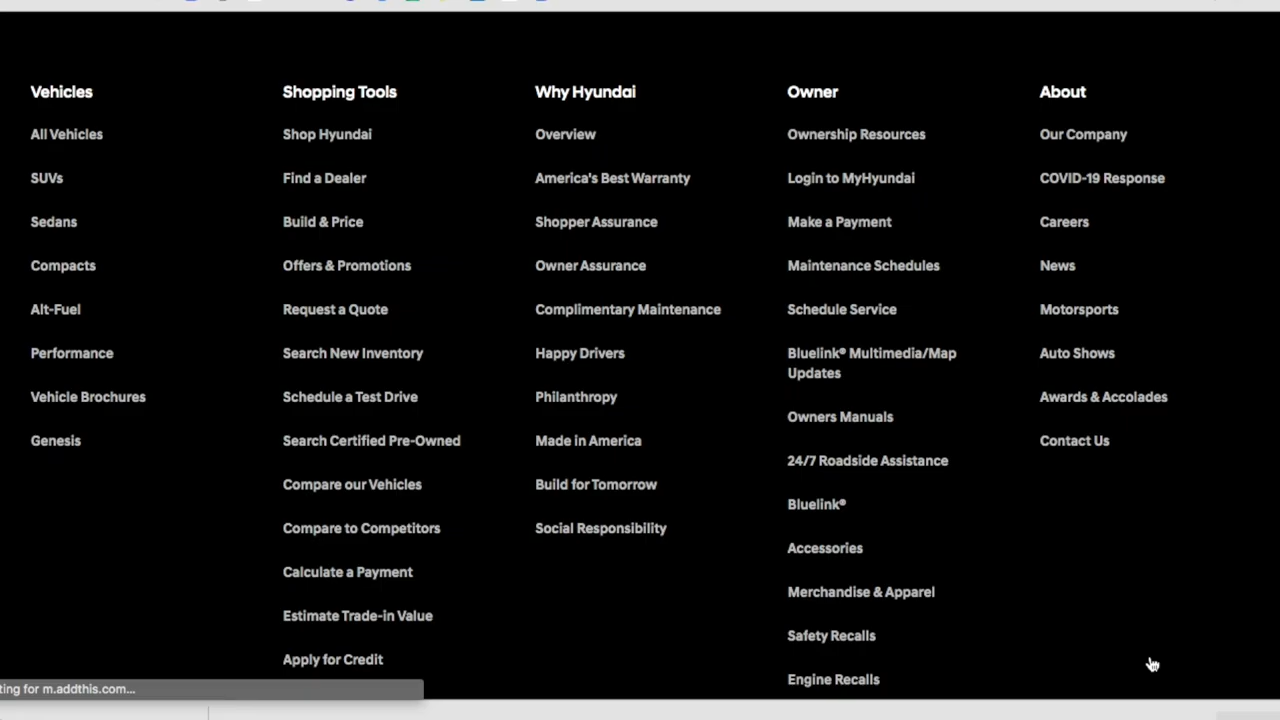 Vehicles
All Vehicles
SUVs
Sedans
Compacts
Alt-Fuel
Performance
Vehicle Brochures
Genesis
Shopping Tools
Shop Hyundai
Find a Dealer
Build & Price
Offers & Promotions
Request a Quote
Search New Inventory
Schedule a Test Drive
Search Certified Pre-Owned
Compare our Vehicles
Compare to Competitors
Calculate a Payment
Estimate Trade-in Value
Apply for Credit
Why Hyundai
Overview
America's Best Warranty
Shopper Assurance
Owner Assurance
Complimentary Maintenance
Happy Drivers
Philanthropy
Made in America
Build for Tomorrow
Social Responsibility
Owner
Ownership Resources
Login to MyHyundai
Make a Payment
Maintenance Schedules
Schedule Service
Bluelink® Multimedia/Map
Updates
Owners Manuals
24/7 Roadside Assistance
Bluelink®
Accessories
Merchandise & Apparel
Safety Recalls
Engine Recalls
About
Our Company
COVID-19 Response
Careers
News
Motorsports
Auto Shows
Awards & Accolades
Contact Us
ting for m.addthis.com...